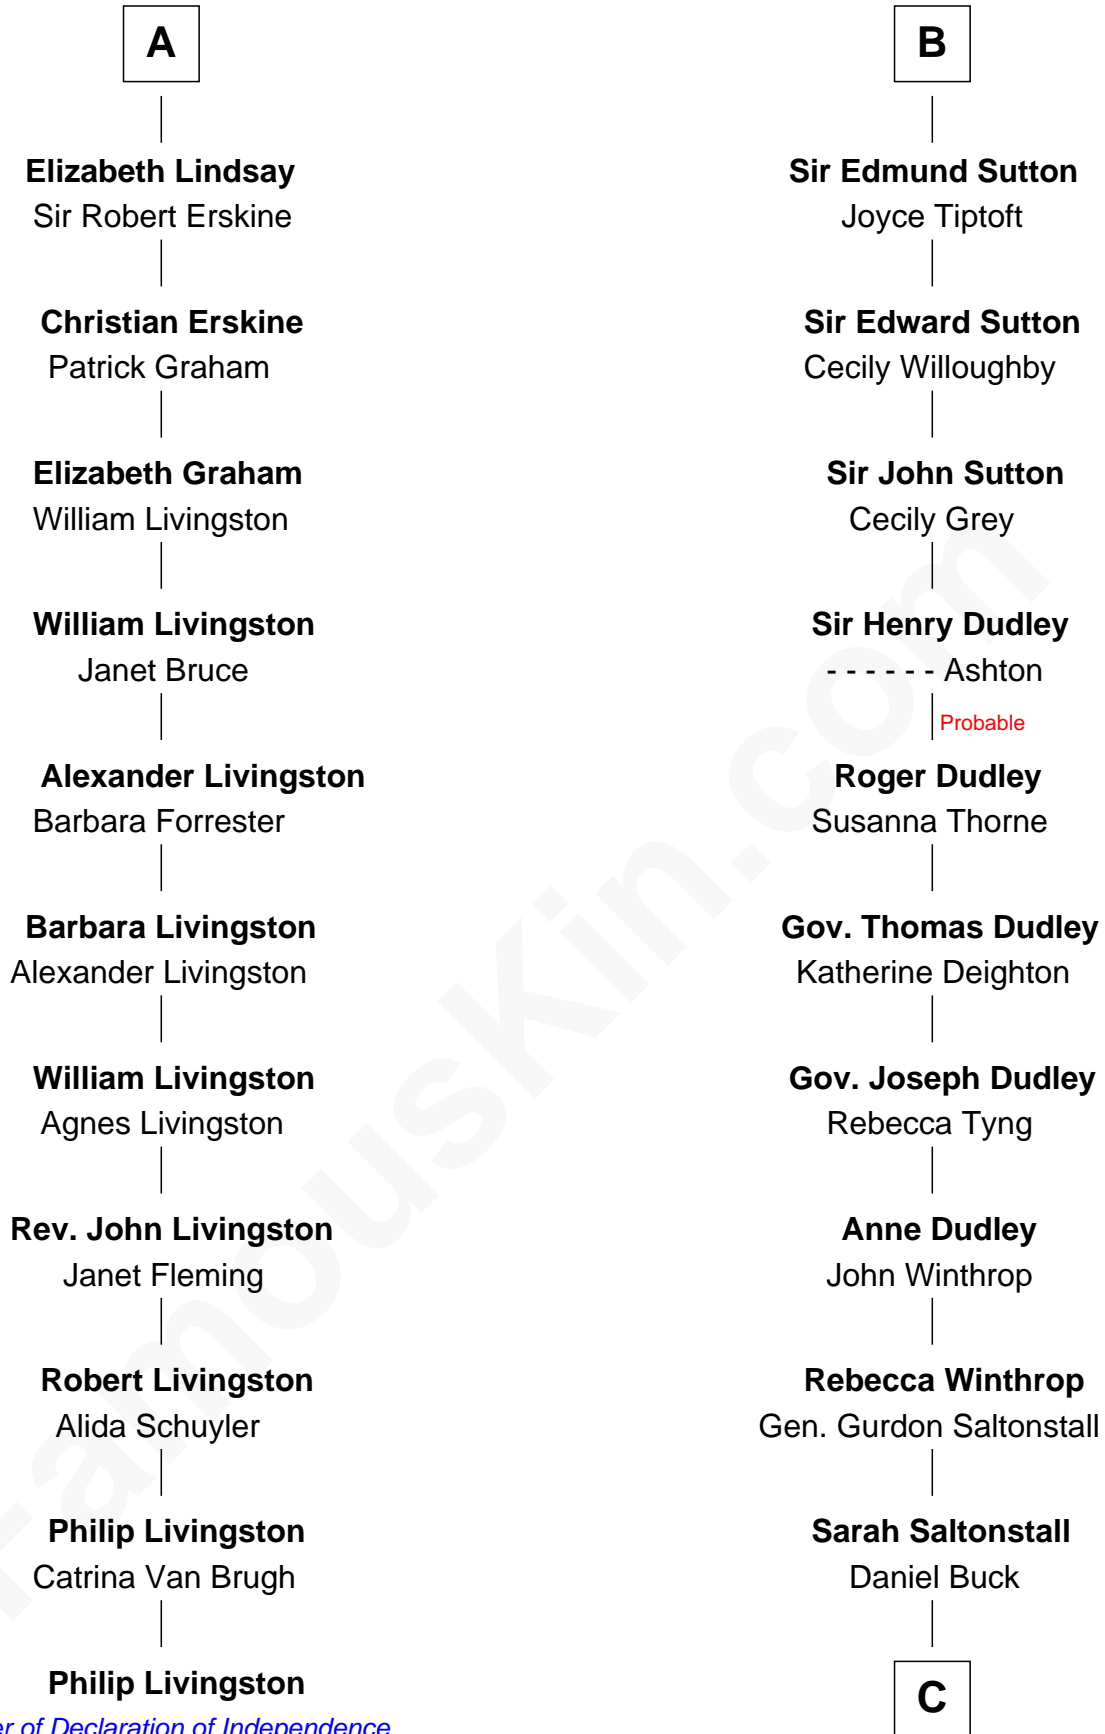 A
Elizabeth Lindsay
Sir Robert Erskine
Christian Erskine
Patrick Graham
Elizabeth Graham
William Livingston
William Livingston
Janet Bruce
Alexander Livingston
Barbara Forrester
Barbara Livingston
Alexander Livingston
William Livingston
Agnes Livingston
Rev. John Livingston
Janet Fleming
Robert Livingston
Alida Schuyler
Philip Livingston
Catrina Van Brugh
Philip Livingston
of Declaration of Independence
B
Sir Edmund Sutton
Joyce Tiptoft
Sir Edward Sutton
Cecily Willoughby
Sir John Sutton
Cecily Grey
Sir Henry Dudley
- - - - - - Ashton
Probable
Roger Dudley
Susanna Thorne
Gov. Thomas Dudley
Katherine Deighton
Gov. Joseph Dudley
Rebecca Tyng
Anne Dudley
John Winthrop
Rebecca Winthrop
Gen. Gurdon Saltonstall
Sarah Saltonstall
Daniel Buck
C
FamousKin.com